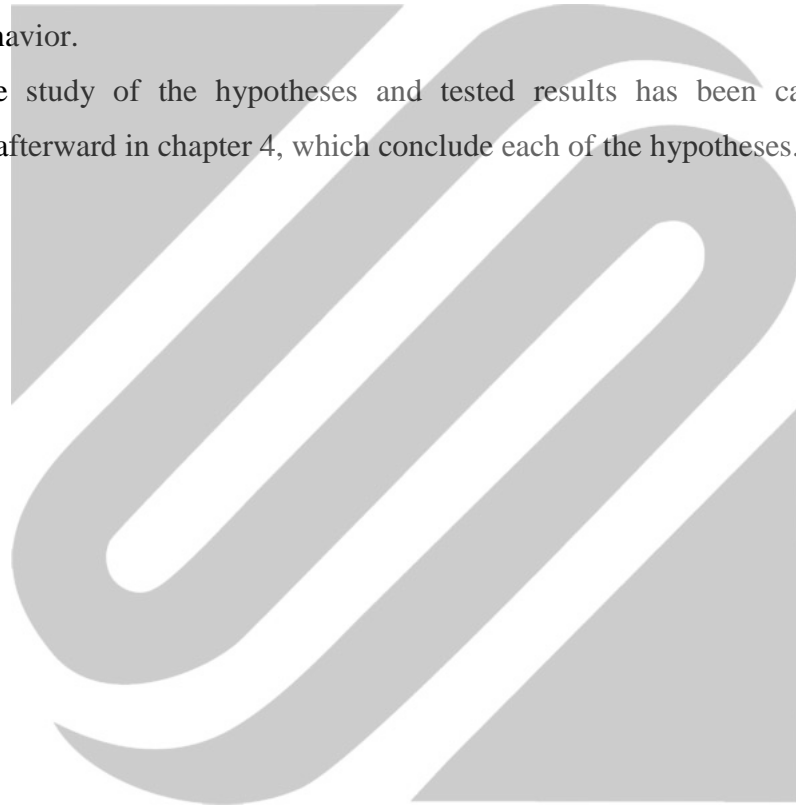 havior.
e study of the hypotheses and tested results has been ca
afterward in chapter 4, which conclude each of the hypotheses.